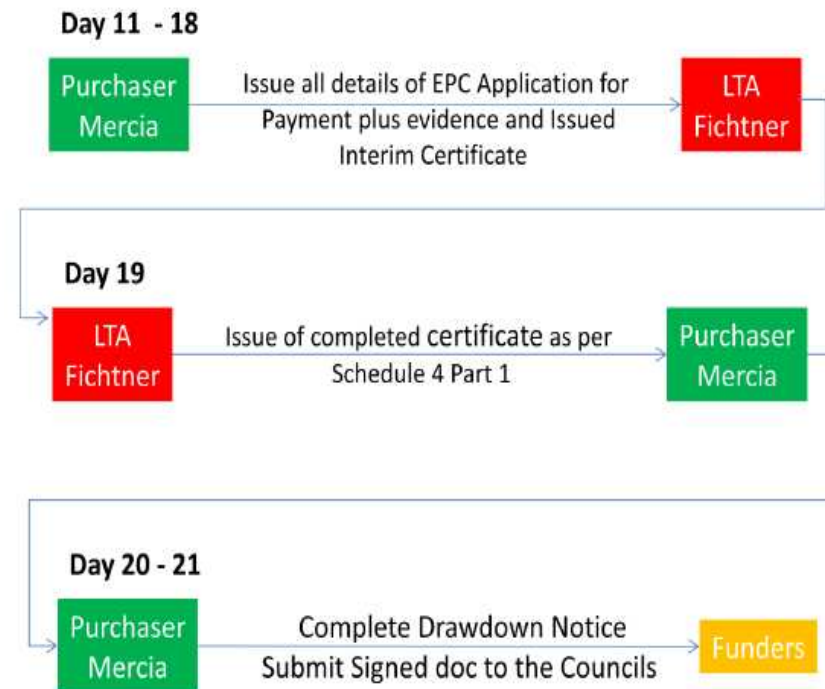 Day 11 - 18
Purchaser
Mercia
Issue all details of EPC Application for
Payment plus evidence and Issued
Interim Certificate
LTA
Fichtner
Day 19
LTA
Fichtner
Issue of completed certificate as per
Schedule 4 Part 1
Purchaser
Mercia
Day 20 - 21
Purchaser
Mercia
Complete Drawdown Notice
Submit Signed doc to the Councils
Funders